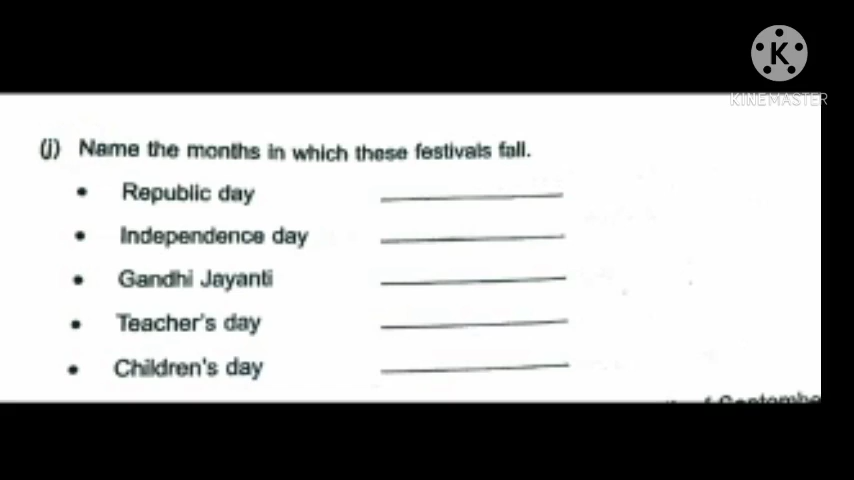 K
KINEMASTER
(j) Name the months in which these festivals fall.
• Republic day
• Independence day
• Gandhi Jayanti
• Teacher's day
• Children's day